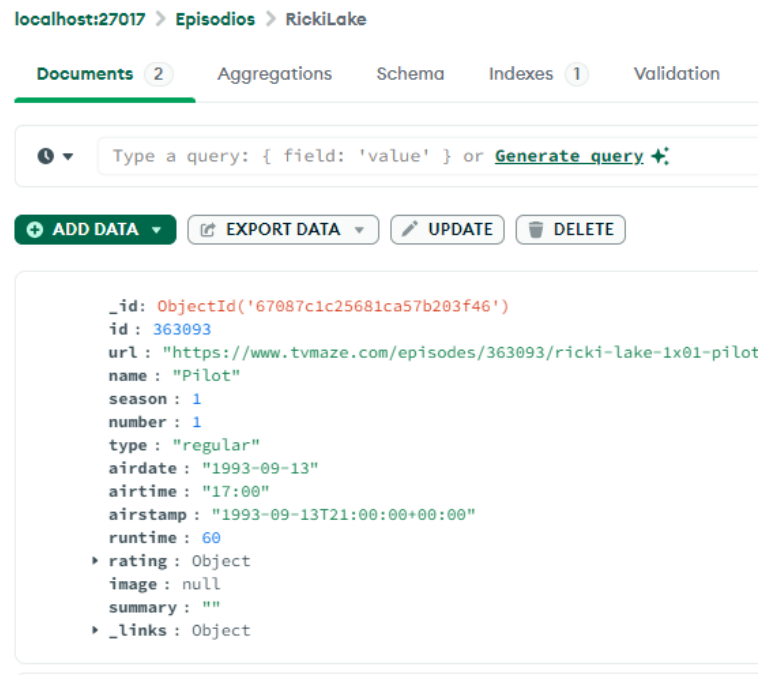 localhost:27017 > Episodios > RickiLake
Documents 2 Aggregations Schema Indexes 1 Validation
Type a query: { field: 'value' } or Generate query
ADD DATA EXPORT DATA UPDATE DELETE
_id: ObjectId('67087c1c25681ca57b203f46')
id : 363093
url : "https://www.tvmaze.com/episodes/363093/ricki-lake-1x01-pilot
name : "Pilot"
season : 1
number : 1
type : "regular"
airdate : "1993-09-13"
airtime : "17:00"
airstamp : "1993-09-13T21:00:00+00:00"
runtime : 60
rating : Object
image : null
summary : ""
_links : Object